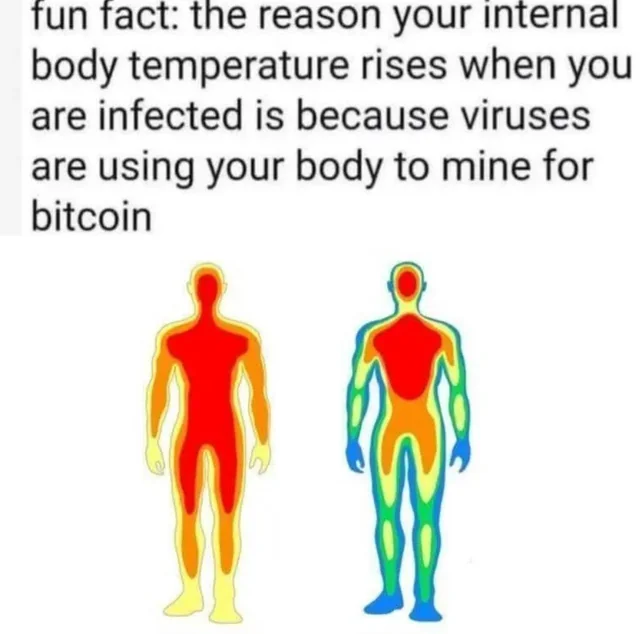 fun fact: the reason your internal
body temperature rises when you
are infected is because viruses
are using your body to mine for
bitcoin